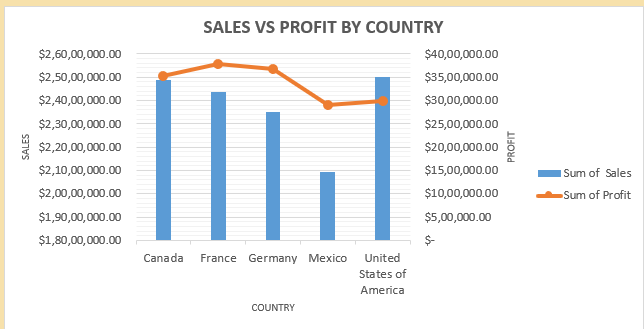 SALES VS PROFIT BY COUNTRY
$2,60,00,000.00
$2,50,00,000.00
$2,40,00,000.00
$2,30,00,000.00
$2,20,00,000.00
$2,10,00,000.00
$2,00,00,000.00
$1,90,00,000.00
$1,80,00,000.00
SALES
$40,00,000.00
$35,00,000.00
$30,00,000.00
$25,00,000.00
$20,00,000.00
$15,00,000.00
$10,00,000.00
$5,00,000.00
$-
PROFIT
Sum of Sales
Sum of Profit
Canada
France
Germany
Mexico
United
States of
America
COUNTRY